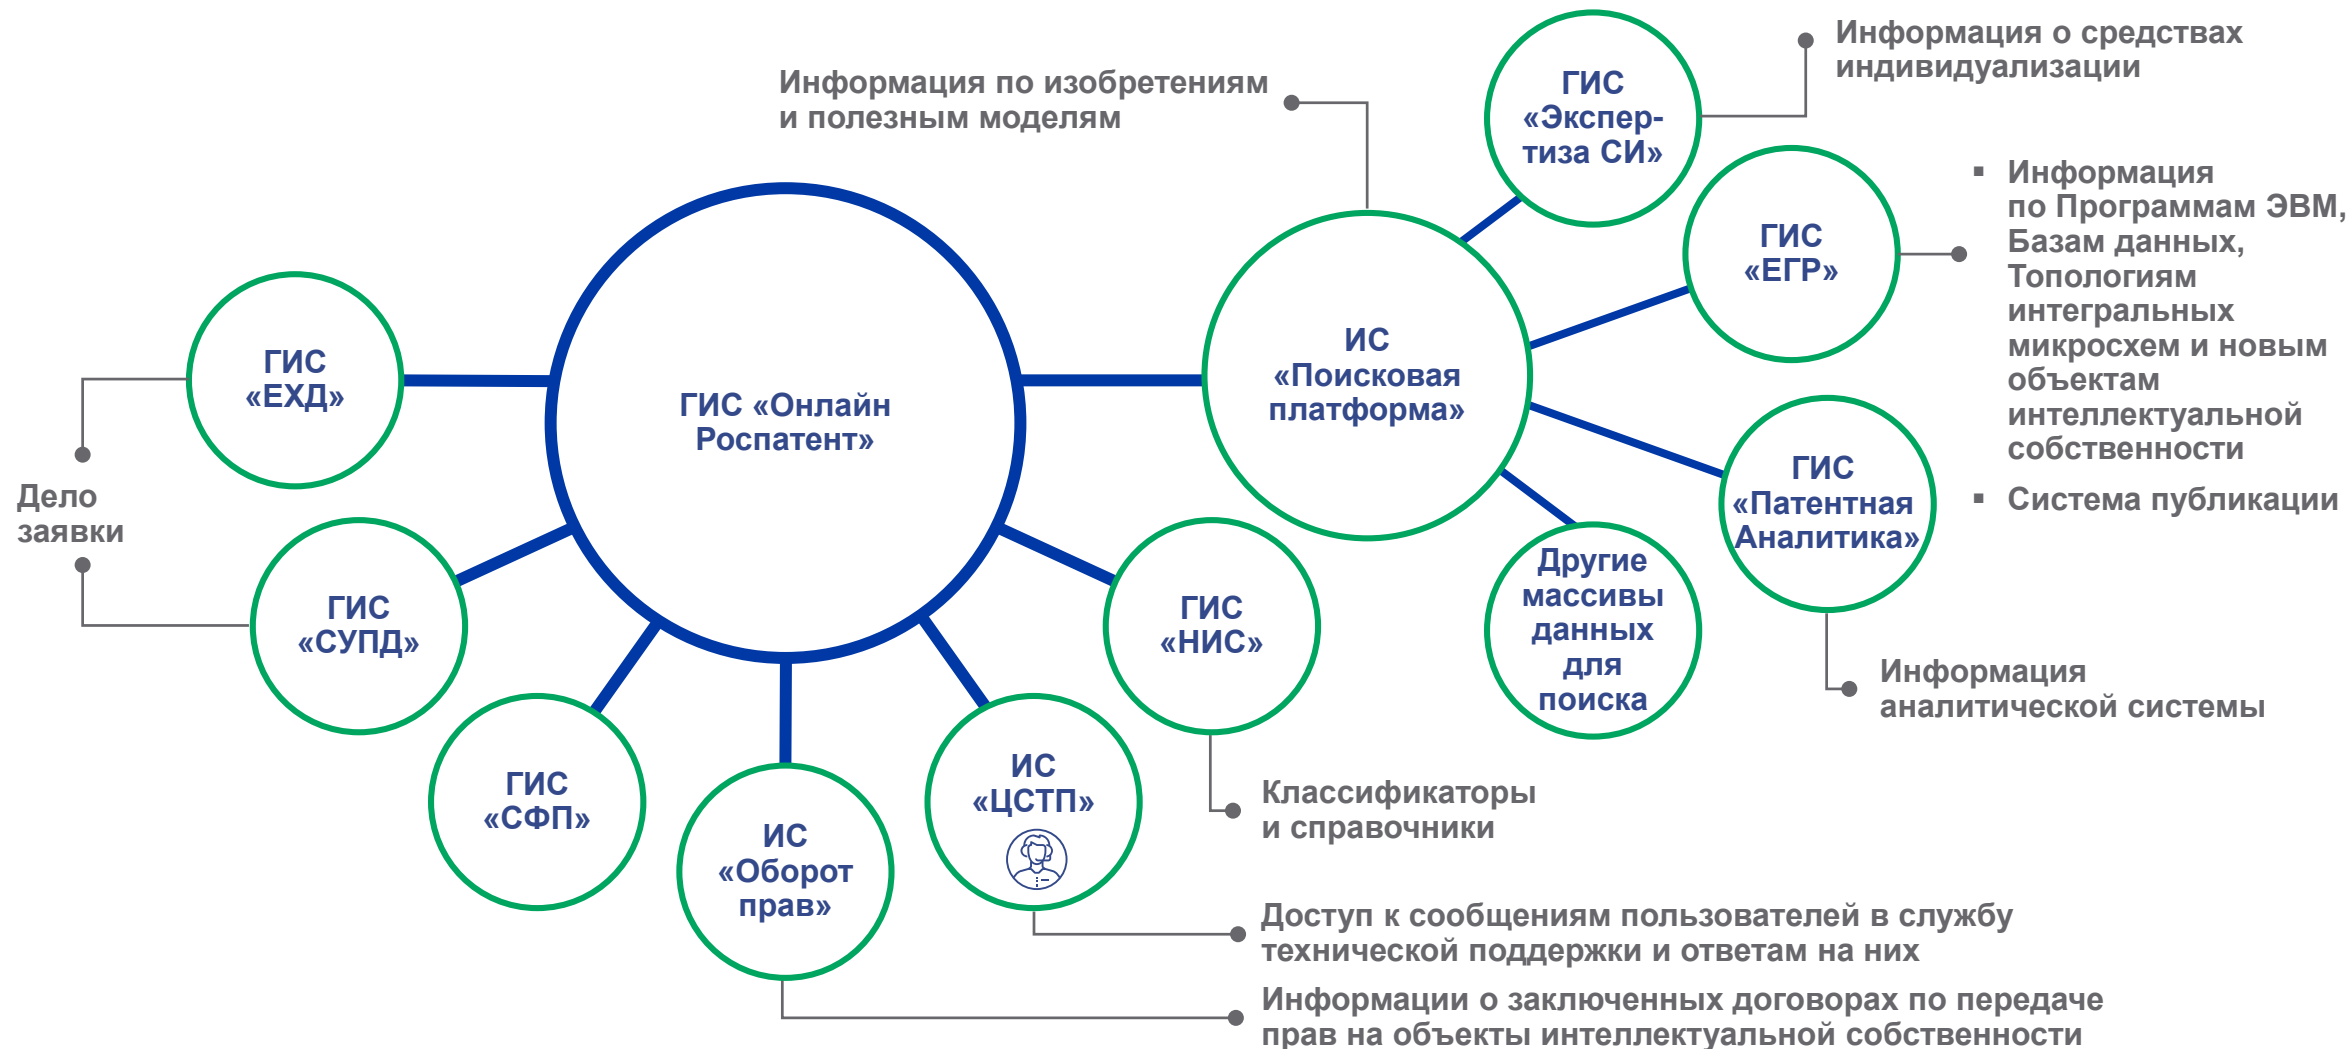 Информация по изобретениям
и полезным моделям
ГИС
«Экспер-
тиза СИ»
Информация о средствах
индивидуализации
ГИС
«ЕГР»
▪ Информация
по Программам ЭВМ,
Базам данных,
Топологиям
интегральных
микросхем и новым
объектам
интеллектуальной
собственности
▪ Система публикации
ГИС
«ЕХД»
ГИС «Онлайн
Роспатент»
ИС
«Поисковая
платформа»
ГИС
«Патентная
Аналитика»
Дело
заявки
ГИС
«СУПД»
ГИС
«НИС»
Другие
массивы
данных
для
поиска
Информация
аналитической системы
ГИС
«СФП»
ИС
«Оборот
прав»
ИС
«ЦСТП»
Классификаторы
и справочники
Доступ к сообщениям пользователей в службу
технической поддержки и ответам на них
Информации о заключенных договорах по передаче
прав на объекты интеллектуальной собственности